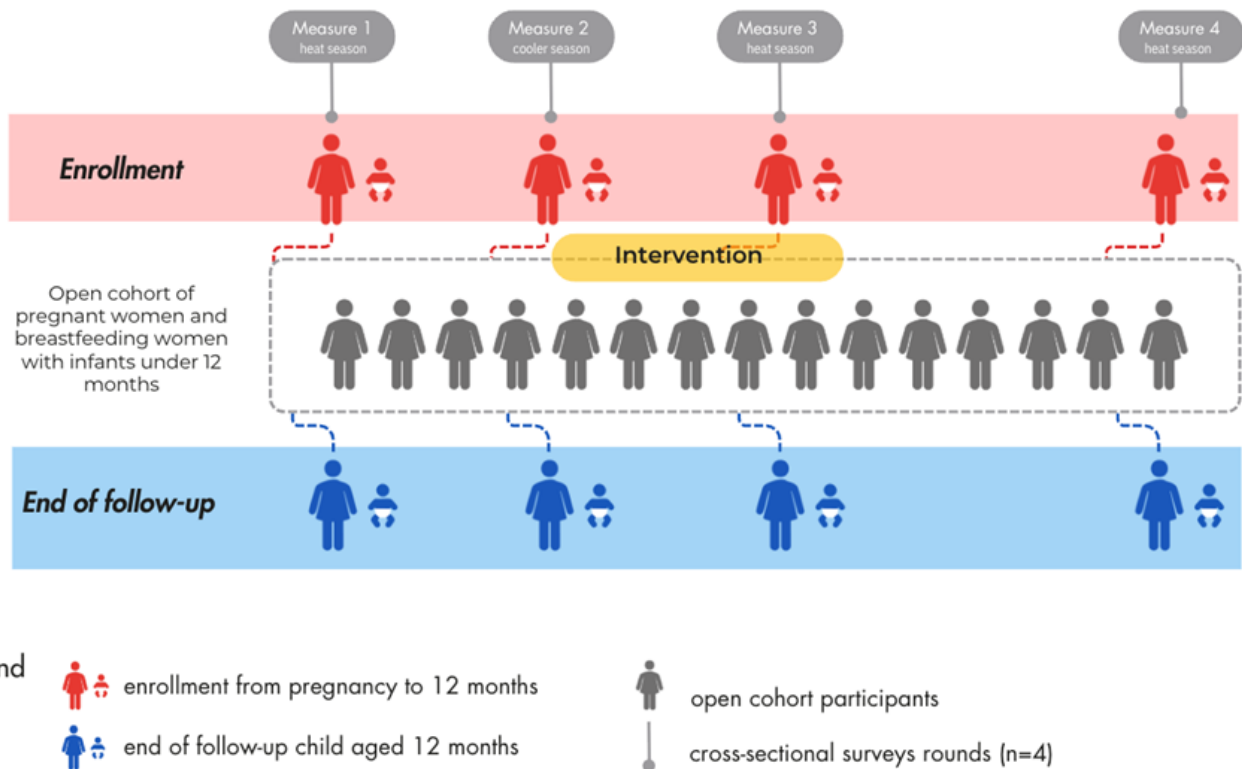 Measure 1
heat season
Measure 2
cooler season
Measure 3
heat season
Measure 4
heat season
Enrollment
Intervention
Open cohort of
pregnant women and
breastfeeding women
with infants under 12
months
End of follow-up
nd
enrollment from pregnancy to 12 months
open cohort participants
end of follow-up child aged 12 months
cross-sectional surveys rounds (n=4)